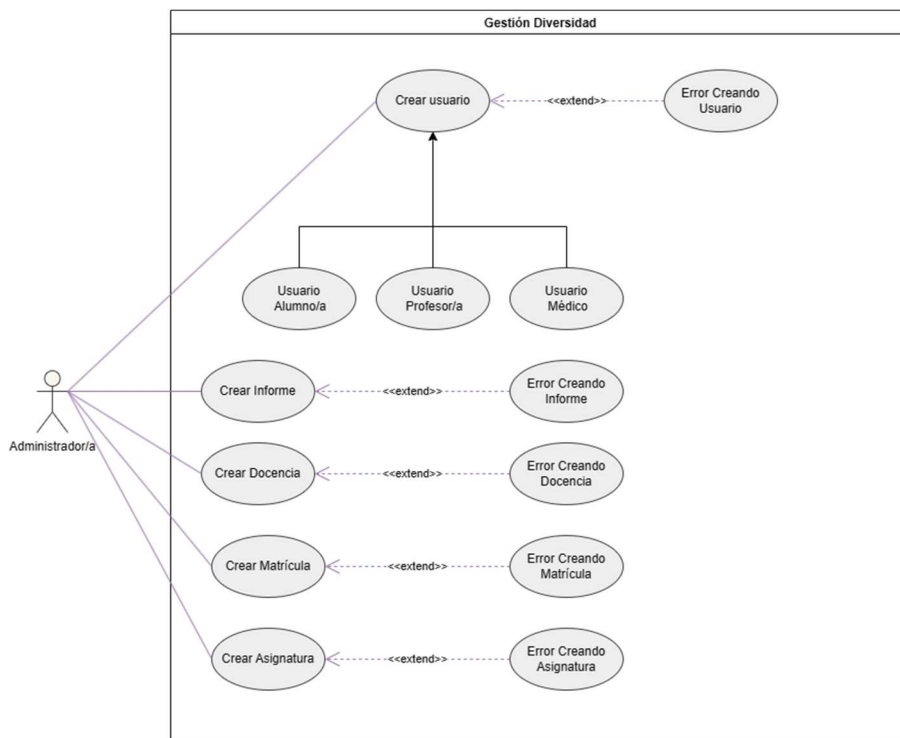 Gestión Diversidad
Crear usuario
<<extend>>
Error Creando
Usuario
Usuario
Alumno/a
Usuario
Profesor/a
Usuario
Médico
Administrador/a
Crear Informe
<<extend>>
Error Creando
Informe
Crear Docencia
<<extend>>
Error Creando
Docencia
Crear Matrícula
<<extend>>
Error Creando
Matrícula
Crear Asignatura
<<extend>>
Error Creando
Asignatura